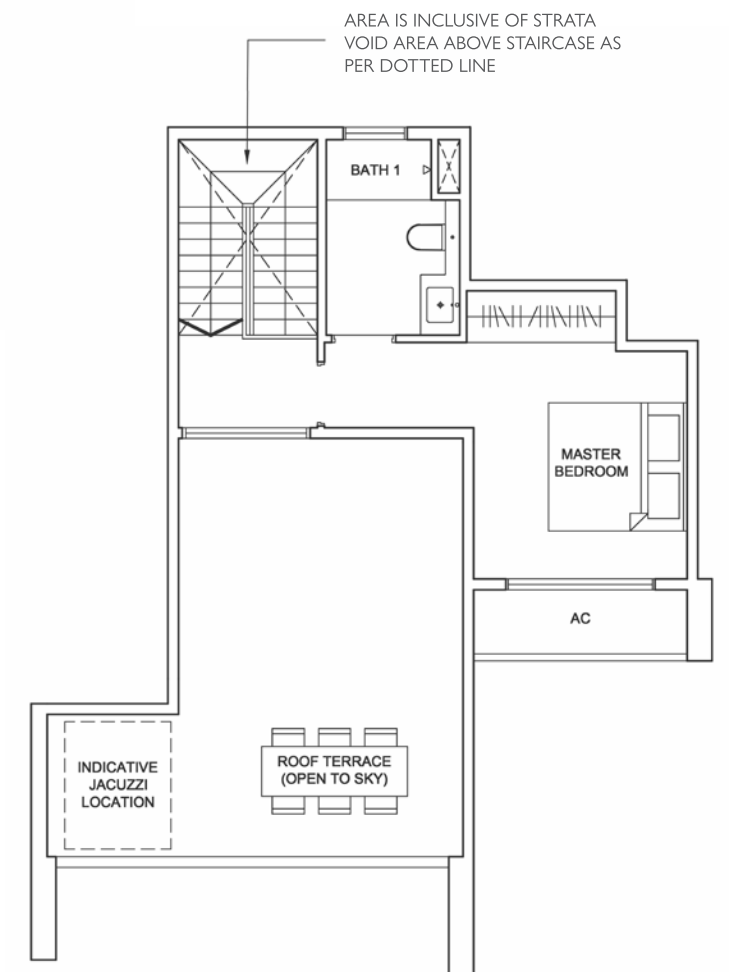 AREA IS INCLUSIVE OF STRATA
VOID AREA ABOVE STAIRCASE AS
PER DOTTED LINE
BATH 1
MASTER
BEDROOM
AC
ROOF TERRACE
(OPEN TO SKY)
INDICATIVE
JACUZZI
LOCATION